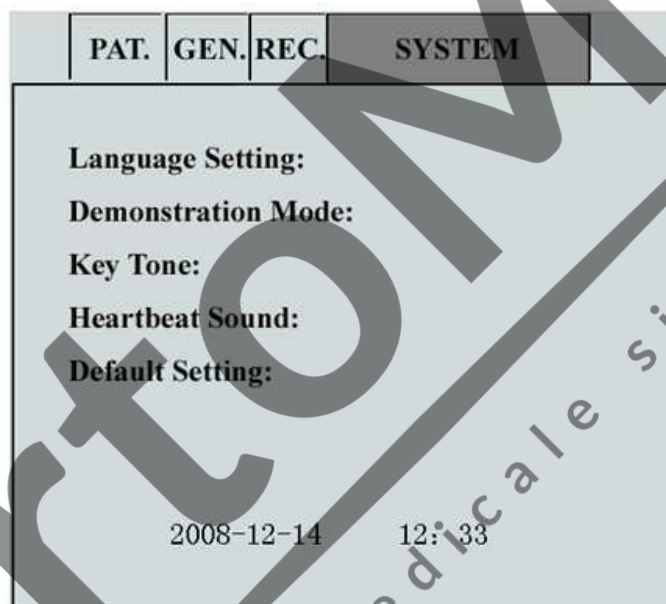 PAT. GEN. REC. SYSTEM
Language Setting:
Demonstration Mode:
Key Tone:
Heartbeat Sound:
Default Setting:
2008-12-14 12:33